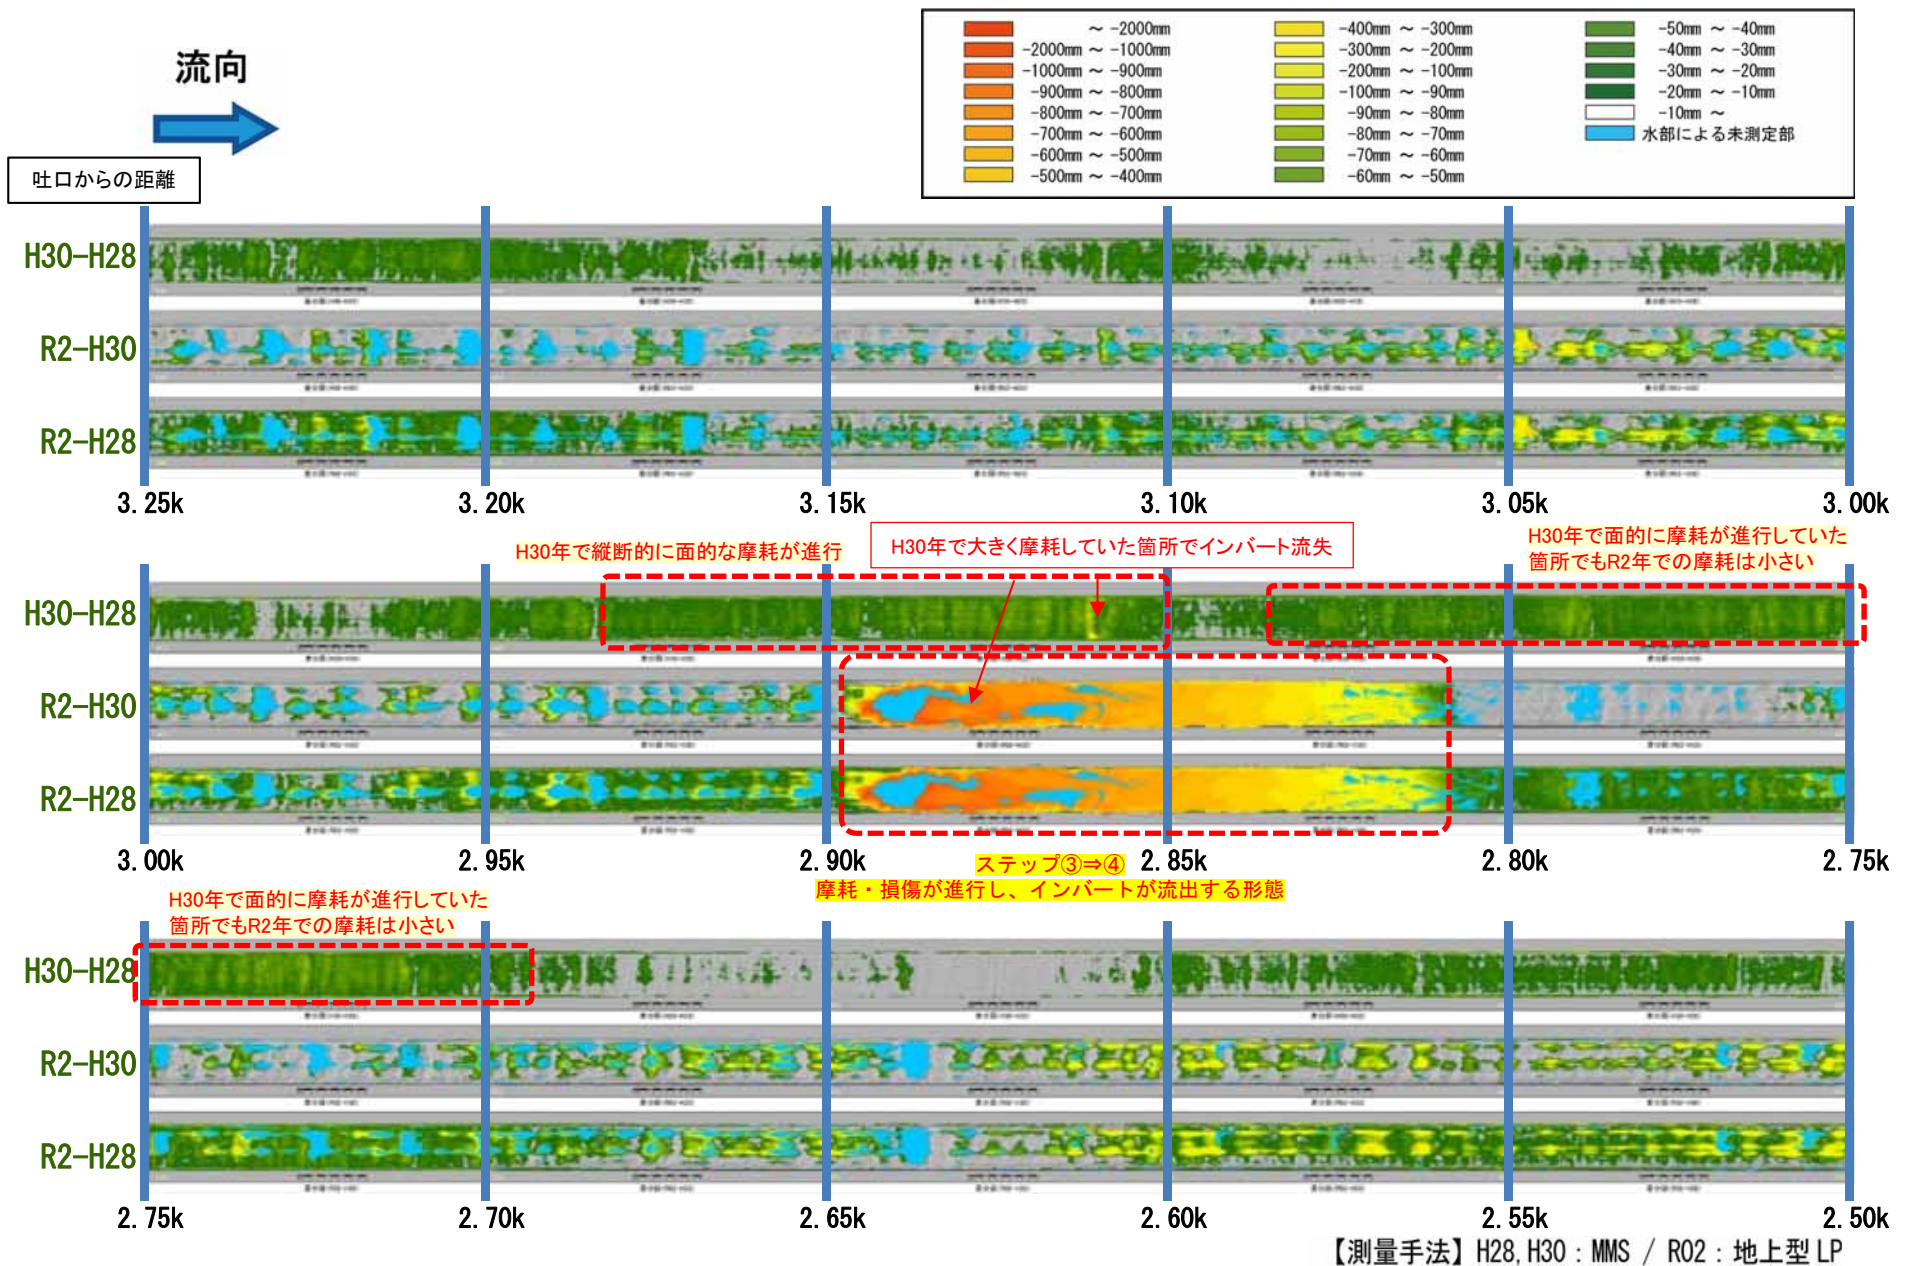 流向
吐口からの距離
～ -2000mm
-2000mm ～ -1000mm
-1000mm ～ -900mm
-900mm ～ -800mm
-800mm ～ -700mm
-700mm ～ -600mm
-600mm ～ -500mm
-500mm ～ -400mm
-400mm ～ -300mm
-300mm ～ -200mm
-200mm ～ -100mm
-100mm ～ -90mm
-90mm ～ -80mm
-80mm ～ -70mm
-70mm ～ -60mm
-60mm ～ -50mm
-50mm ～ -40mm
-40mm ～ -30mm
-30mm ～ -20mm
-20mm ～ -10mm
-10mm ～
水部による未測定部
H30-H28
R2-H30
R2-H28
3.25k 3.20k 3.15k 3.10k 3.05k 3.00k
H30年で縦断的に面的な摩耗が進行
H30年で大きく摩耗していた箇所でインバート流失
H30年で面的に摩耗が進行していた
箇所でもR2年での摩耗は小さい
H30-H28
R2-H30
R2-H28
3.00k 2.95k 2.90k 2.85k 2.80k 2.75k
ステップ③⇒④
摩耗・損傷が進行し、インバートが流出する形態
H30年で面的に摩耗が進行していた
箇所でもR2年での摩耗は小さい
H30-H28
R2-H30
R2-H28
2.75k 2.70k 2.65k 2.60k 2.55k 2.50k
【測量手法】H28,H30：MMS / R02：地上型LP